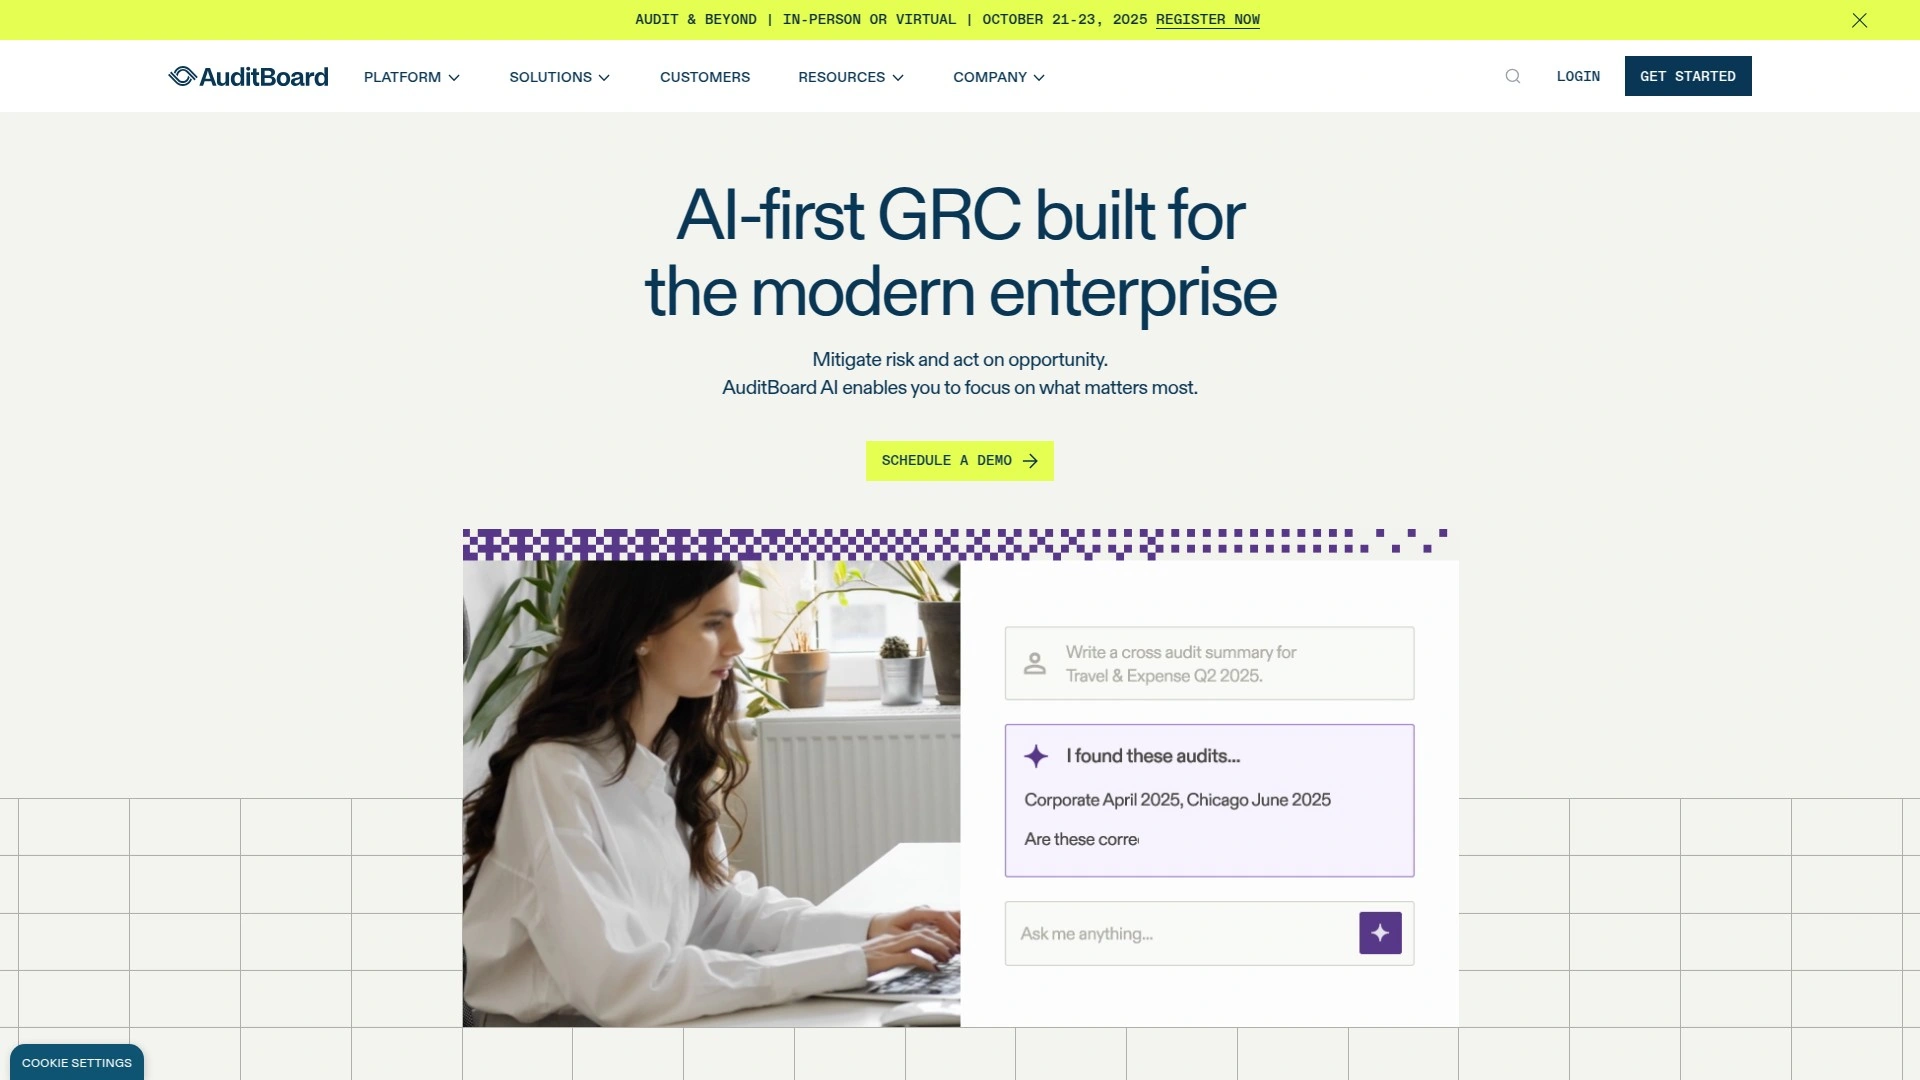 AUDIT & BEYOND | IN-PERSON OR VIRTUAL | OCTOBER 21-23, 2025 REGISTER NOW
AuditBoard PLATFORM SOLUTIONS CUSTOMERS RESOURCES COMPANY LOGIN GET STARTED
AI-first GRC built for
the modern enterprise
Mitigate risk and act on opportunity.
AuditBoard AI enables you to focus on what matters most.
SCHEDULE A DEMO
Write a cross audit summary for
Travel & Expense Q2 2025.
I found these audits...
Corporate April 2025, Chicago June 2025
Are these corre
Ask me anything...
COOKIE SETTINGS